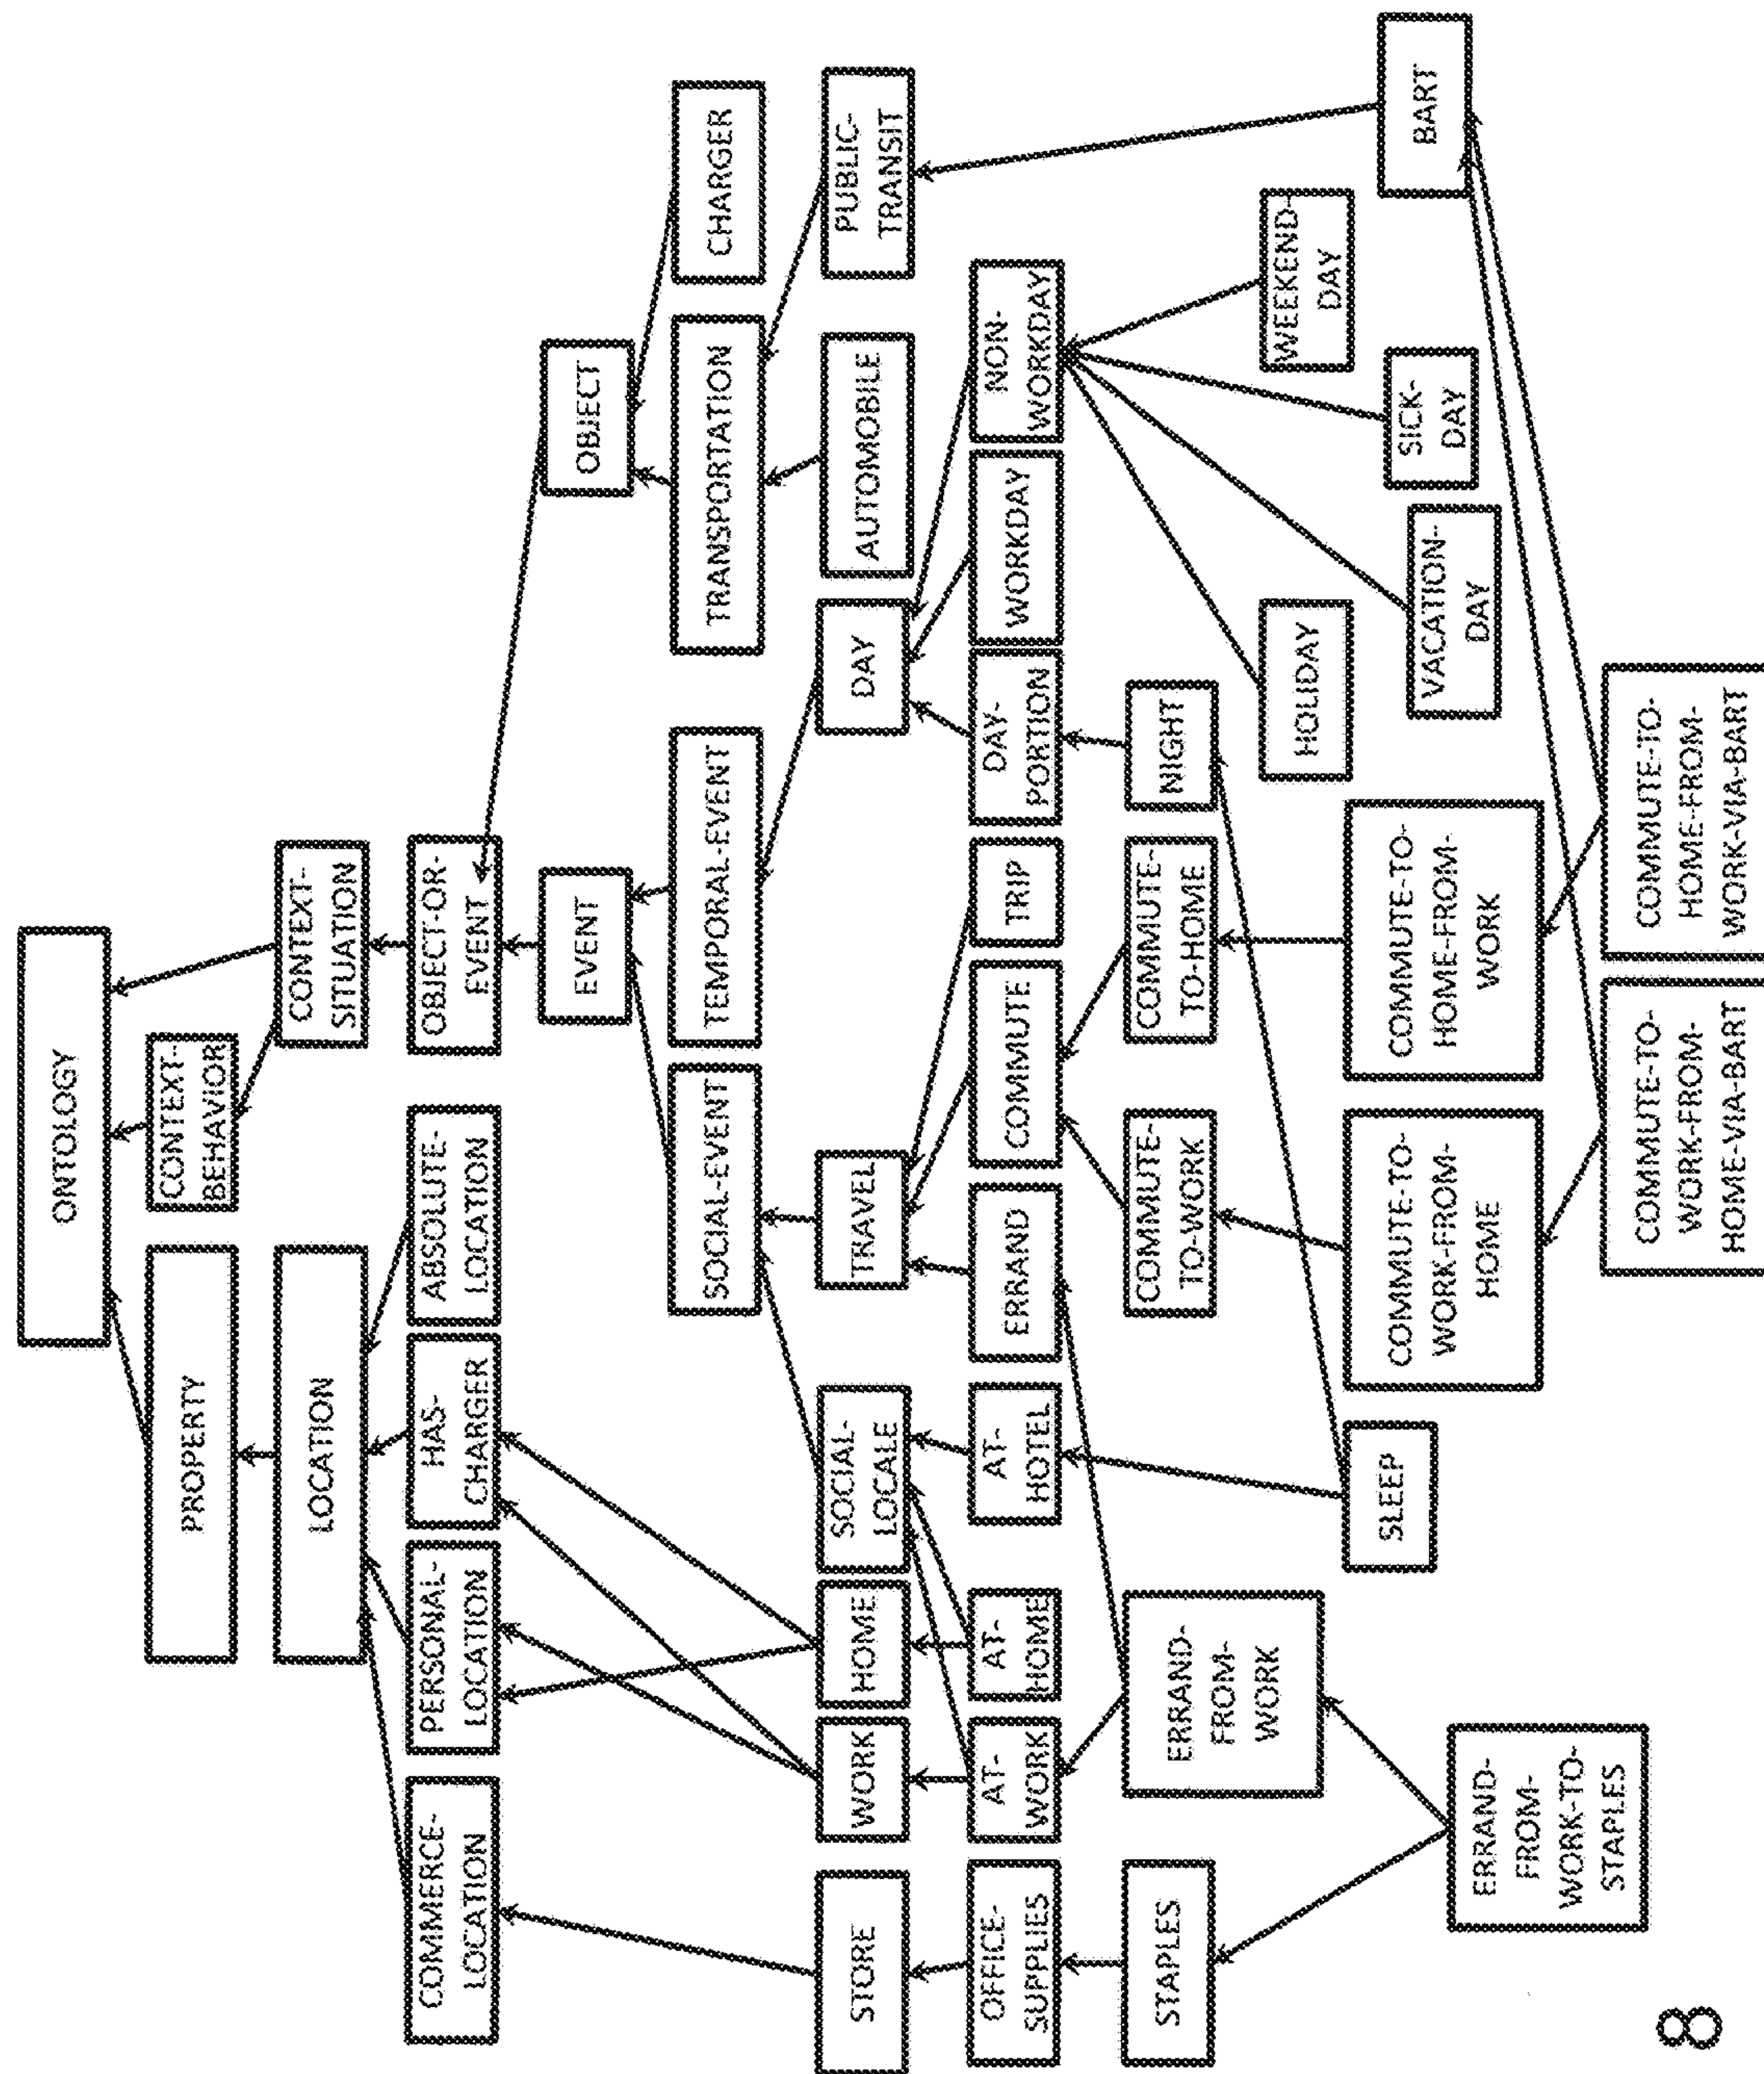 ONTOLOGY
PROPERTY
CONTEXT-
BEHAVIOR
LOCATION
CONTEXT-
SITUATION
COMMERCE-
LOCATION
PERSONAL-
LOCATION
HAS-
CHARGER
ABSOLUTE-
LOCATION
OBJECT-OR-
EVENT
EVENT
OBJECT
SOCIAL-EVENT
TEMPORAL-EVENT
TRANSPORTATION
CHARGER
STORE
WORK
HOME
SOCIAL-
LOCALE
TRAVEL
DAY
AUTOMOBILE
PUBLIC-
TRANSIT
OFFICE-
SUPPLIES
AT-
WORK
AT-
HOME
AT-
HOTEL
ERRAND
COMMUTE
TRIP
DAY-
PORTION
WORKDAY
NON-
WORKDAY
STAPLES
ERRAND-
FROM-
WORK
COMMUTE-
TO-WORK
COMMUTE-
TO-HOME
NIGHT
HOLIDAY
WEEKEND-
DAY
SLEEP
COMMUTE-TO-
WORK-FROM-
HOME
COMMUTE-TO-
HOME-FROM-
WORK
VACATION-
DAY
SICK-
DAY
BART
ERRAND-
FROM-
WORK-TO-
STAPLES
COMMUTE-TO-
WORK-FROM-
HOME-VIA-BART
COMMUTE-TO-
HOME-FROM-
WORK-VIA-BART
8